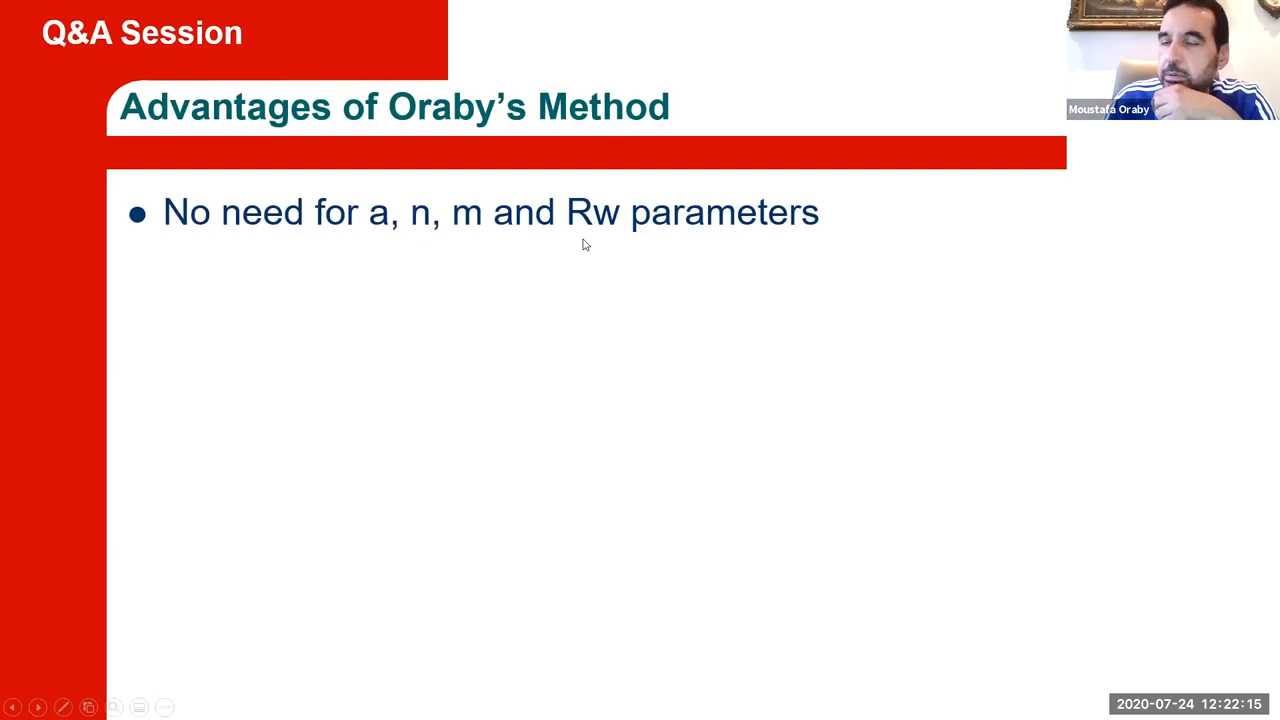 Q&A Session
Advantages of Oraby's Method
Moustafa Oraby
● No need for a, n, m and Rw parameters
2020-07-24 12:22:15